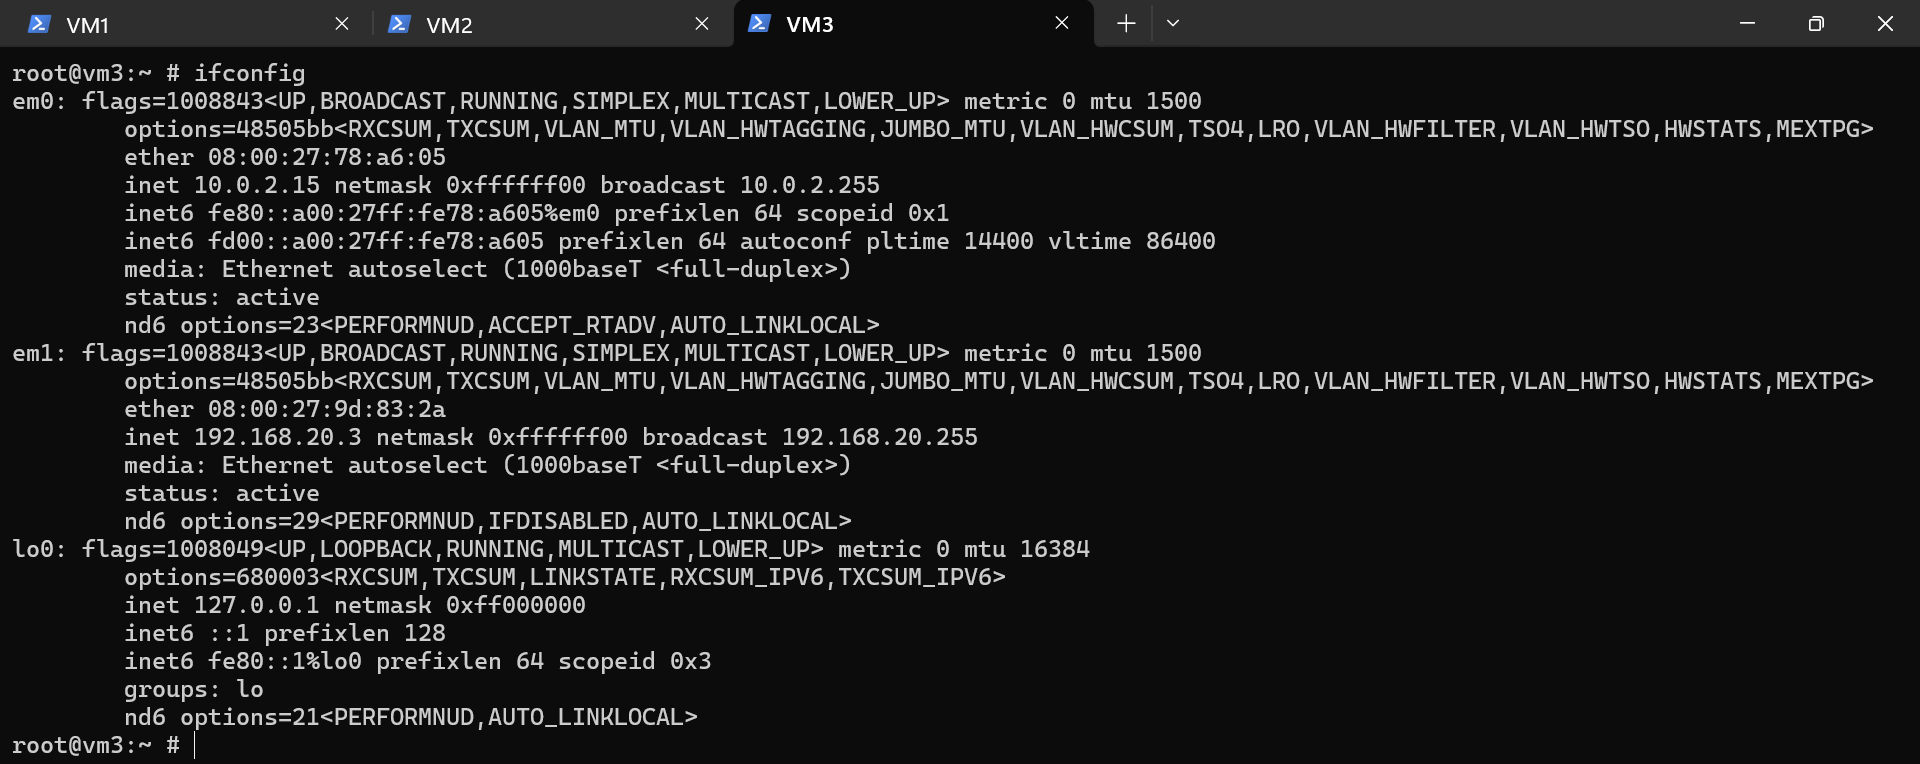 VM1 VM2 VM3
root@vm3:~ # ifconfig
em0: flags=1008843<UP,BROADCAST,RUNNING,SIMPLEX,MULTICAST,LOWER_UP> metric 0 mtu 1500
        options=48505bb<RXCSUM,TXCSUM,VLAN_MTU,VLAN_HWTAGGING,JUMBO_MTU,VLAN_HWCSUM,TSO4,LRO,VLAN_HWFILTER,VLAN_HWTSO,HWSTATS,MEXTPG>
        ether 08:00:27:78:a6:05
        inet 10.0.2.15 netmask 0xffffff00 broadcast 10.0.2.255
        inet6 fe80::a00:27ff:fe78:a605%em0 prefixlen 64 scopeid 0x1
        inet6 fd00::a00:27ff:fe78:a605 prefixlen 64 autoconf pltime 14400 vltime 86400
        media: Ethernet autoselect (1000baseT <full-duplex>)
        status: active
        nd6 options=23<PERFORMNUD,ACCEPT_RTADV,AUTO_LINKLOCAL>
em1: flags=1008843<UP,BROADCAST,RUNNING,SIMPLEX,MULTICAST,LOWER_UP> metric 0 mtu 1500
        options=48505bb<RXCSUM,TXCSUM,VLAN_MTU,VLAN_HWTAGGING,JUMBO_MTU,VLAN_HWCSUM,TSO4,LRO,VLAN_HWFILTER,VLAN_HWTSO,HWSTATS,MEXTPG>
        ether 08:00:27:9d:83:2a
        inet 192.168.20.3 netmask 0xffffff00 broadcast 192.168.20.255
        media: Ethernet autoselect (1000baseT <full-duplex>)
        status: active
        nd6 options=29<PERFORMNUD,IFDISABLED,AUTO_LINKLOCAL>
lo0: flags=1008049<UP,LOOPBACK,RUNNING,MULTICAST,LOWER_UP> metric 0 mtu 16384
        options=680003<RXCSUM,TXCSUM,LINKSTATE,RXCSUM_IPV6,TXCSUM_IPV6>
        inet 127.0.0.1 netmask 0xff000000
        inet6 ::1 prefixlen 128
        inet6 fe80::1%lo0 prefixlen 64 scopeid 0x3
        groups: lo
        nd6 options=21<PERFORMNUD,AUTO_LINKLOCAL>
root@vm3:~ #